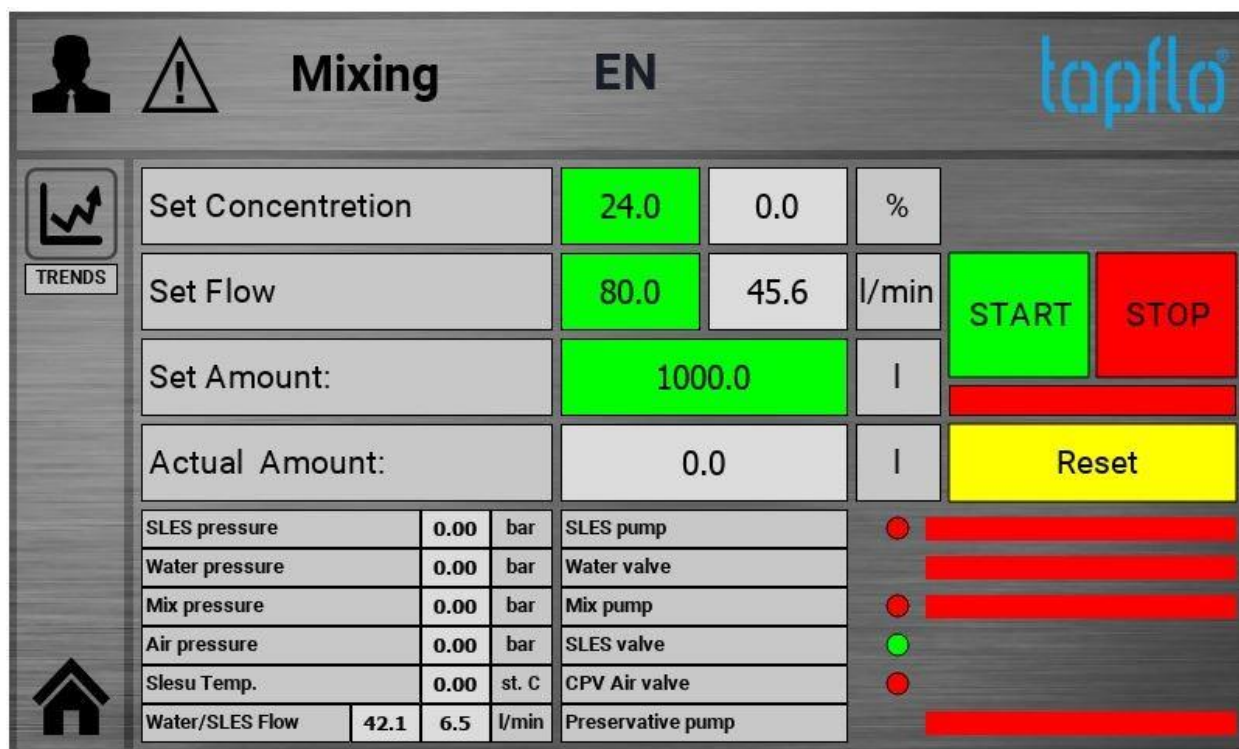 Mixing EN tapflo®
Set Concentretion 24.0 0.0 %
TRENDS
Set Flow 80.0 45.6 l/min
START STOP
Set Amount: 1000.0 l
Actual Amount: 0.0 l Reset
SLES pressure 0.00 bar SLES pump
Water pressure 0.00 bar Water valve
Mix pressure 0.00 bar Mix pump
Air pressure 0.00 bar SLES valve
Slesu Temp. 0.00 st. C CPV Air valve
Water/SLES Flow 42.1 6.5 l/min Preservative pump